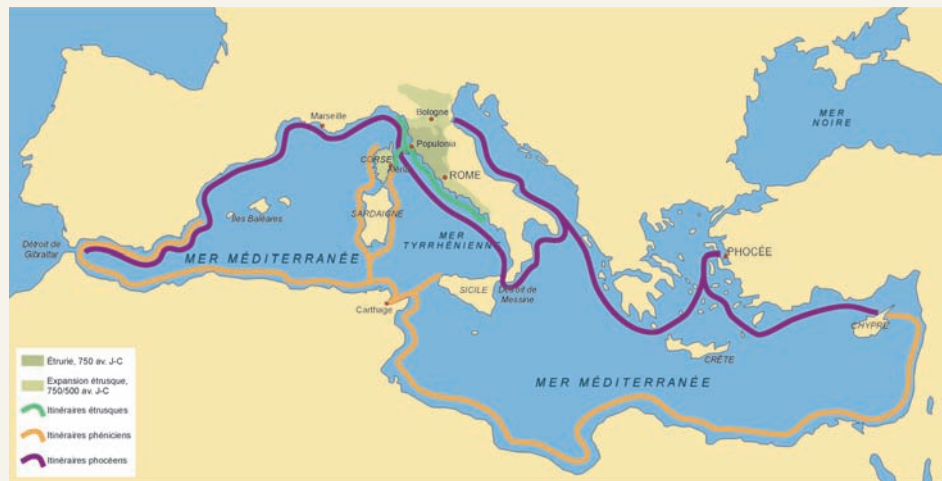 MER
NOIRE
Marseille
Bologne
Populonia
CORSE
Aléria
ROME
Îles Baléares
SARDAIGNE
MER
TYRRHÉNIENNE
Détroit de
Gibraltar
MER MÉDITERRANÉE
PHOCÉE
SICILE
Détroit de
Messine
Carthage
CHYPRE
CRÊTE
MER MÉDITERRANÉE
Étrurie, 750 av. J-C
Expansion étrusque,
750/500 av. J-C
Itinéraires étrusques
Itinéraires phéniciens
Itinéraires phocéens